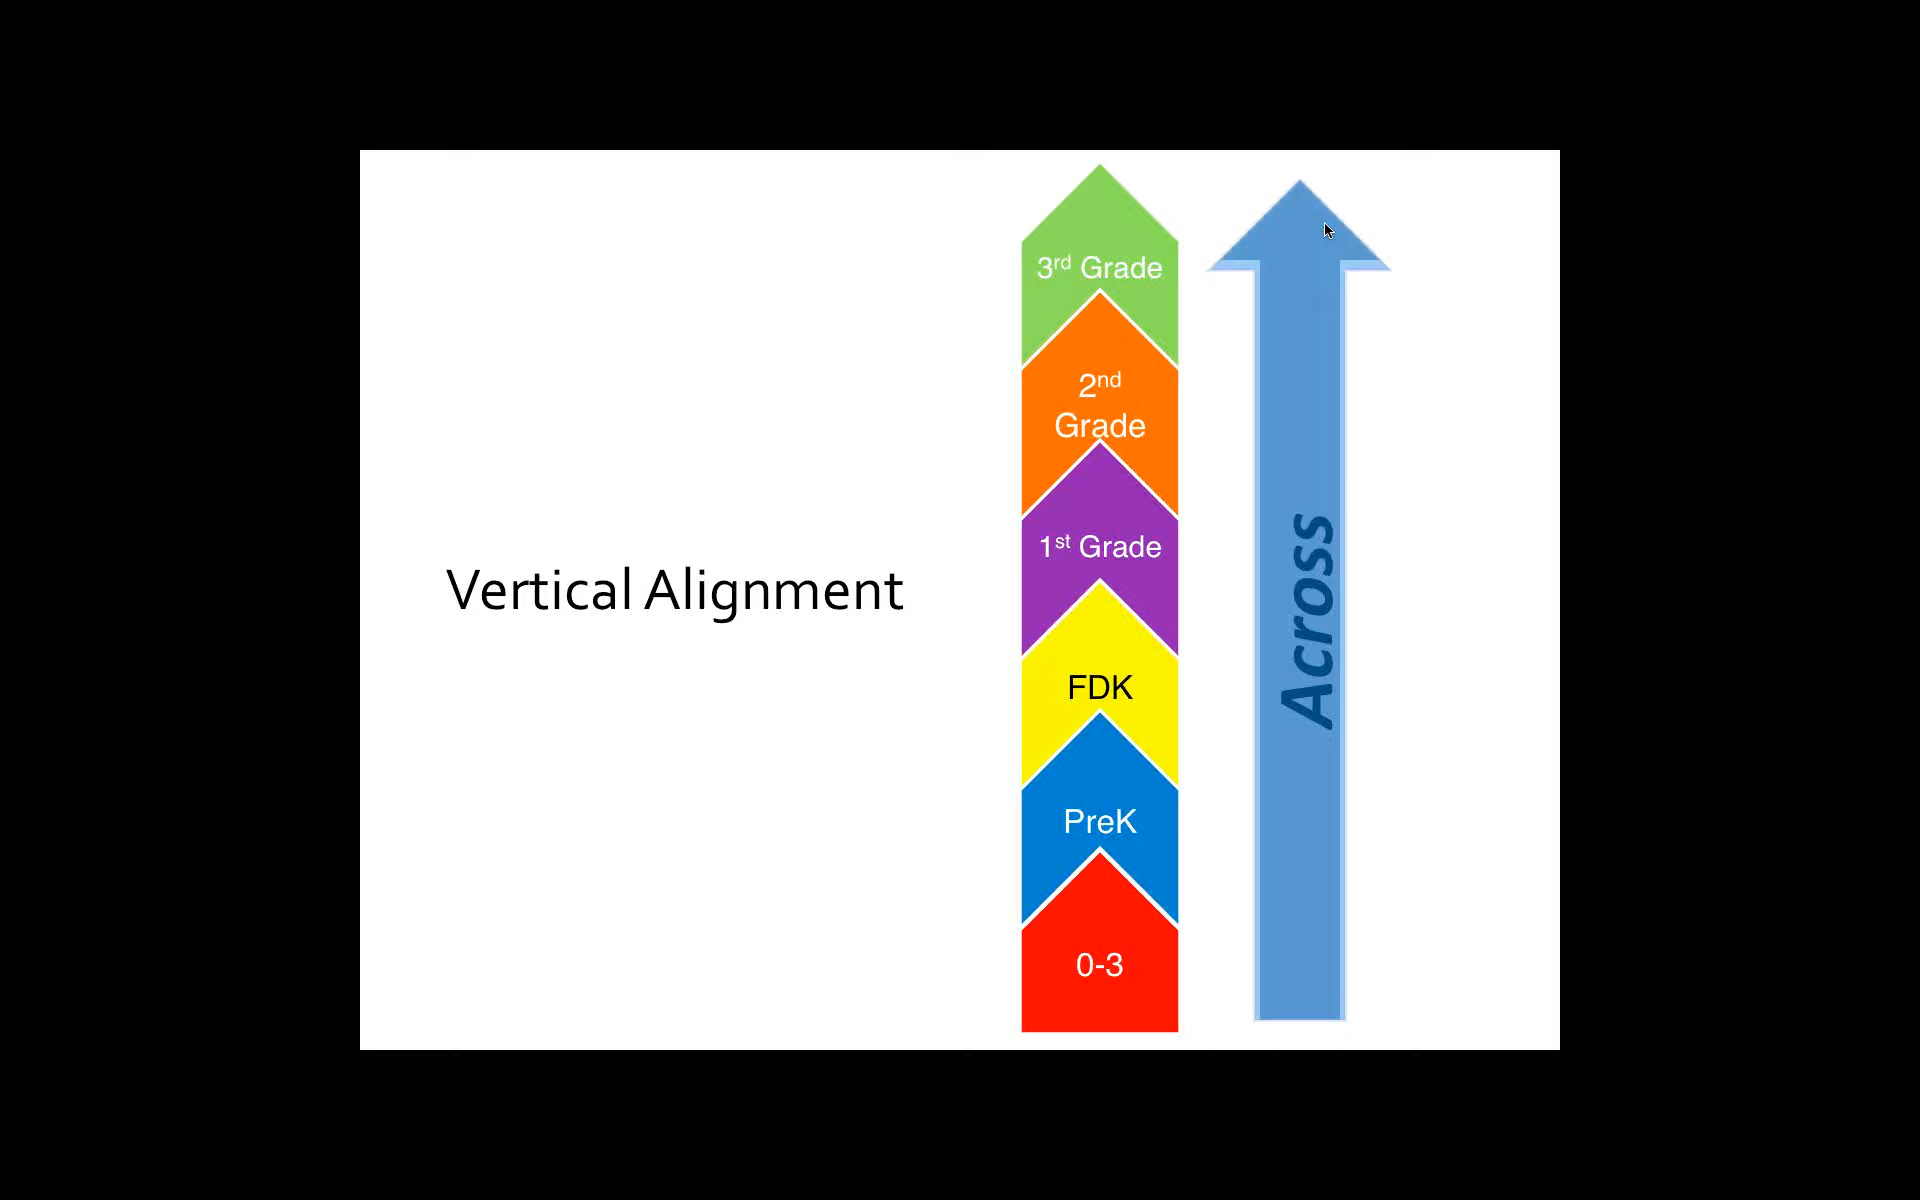 Vertical Alignment
3rd Grade
2nd
Grade
1st Grade
FDK
PreK
0-3
Across